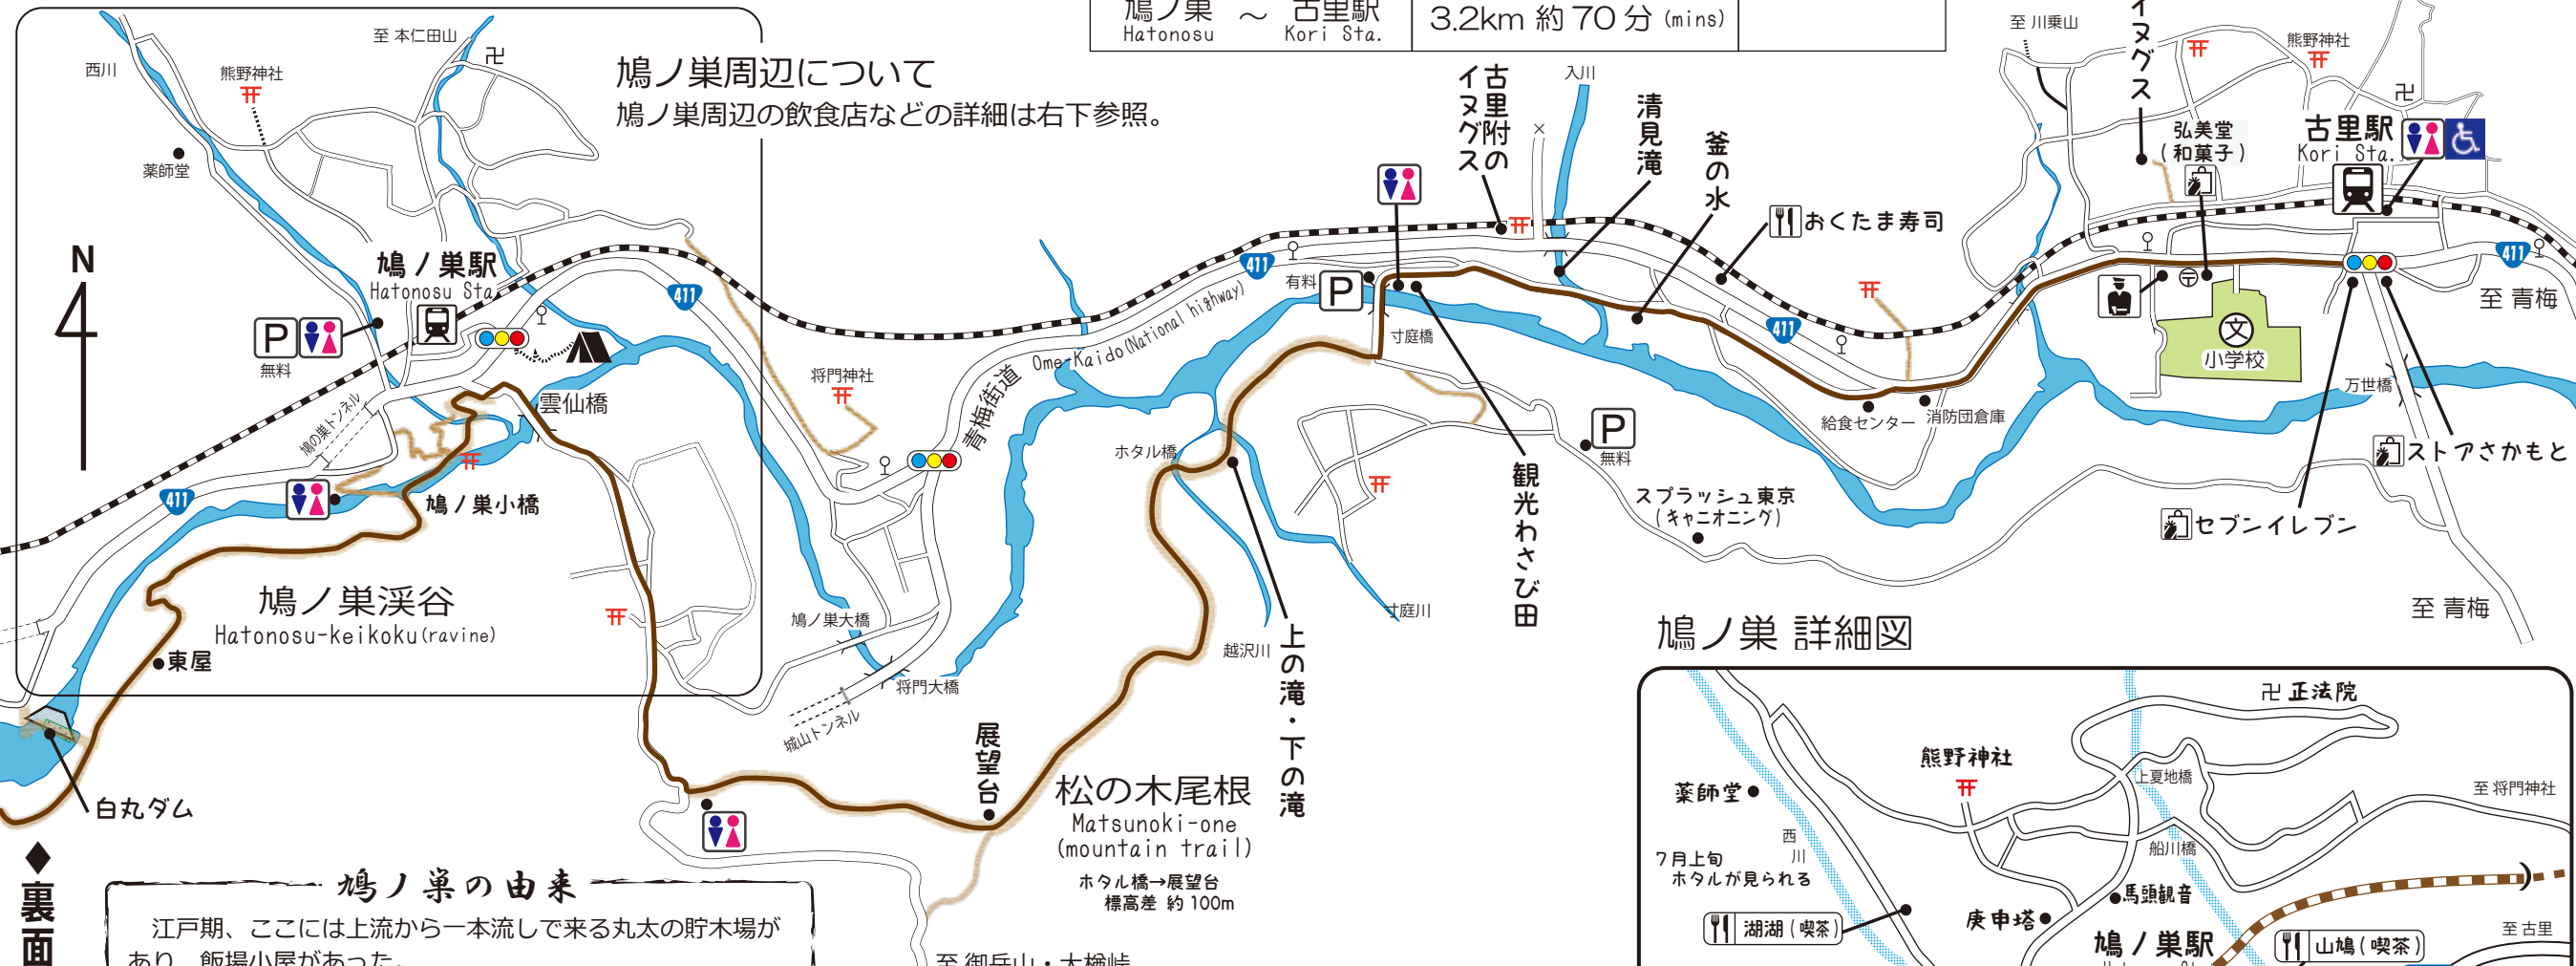 鳩ノ巣 ～ 古里駅
Hatonosu Kori Sta.
3.2km 約 70 分 (mins)
至 本仁田山
卍
西川
熊野神社
薬師堂
鳩ノ巣周辺について
鳩ノ巣周辺の飲食店などの詳細は右下参照。
N
鳩ノ巣駅
Hatonosu Sta.
P
無料
411
鳩の巣トンネル
雲仙橋
411
鳩ノ巣小橋
鳩ノ巣渓谷
Hatonosu-keikoku(ravine)
東屋
白丸ダム
将門神社
青梅街道 Ome-Kaido(National highway)
411
鳩ノ巣大橋
将門大橋
城山トンネル
展望台
松の木尾根
Matsunoki-one
(mountain trail)
ホタル橋→展望台
標高差 約100m
至 御岳山・大楢峠
ホタル橋
上の滝・下の滝
越沢川
寸庭川
古里附の
イヌグス
入川
清見滝
釜の水
おくたま寿司
有料
P
寸庭橋
観光わさび田
411
P
無料
スプラッシュ東京
(キャニオニング)
給食センター
消防団倉庫
至 川乗山
イヌグス
熊野神社
卍
弘美堂
(和菓子)
古里駅
Kori Sta.
〒
文
小学校
411
至 青梅
万世橋
ストアさかもと
セブンイレブン
至 青梅
◆裏面
鳩ノ巣の由来
江戸期、ここには上流から一本流しで来る丸太の貯木場が
あり、飯場小屋があった。
鳩ノ巣 詳細図
卍 正法院
熊野神社
薬師堂
上夏地橋
至 将門神社
西川
船川橋
7月上旬
ホタルが見られる
馬頭観音
湖湖(喫茶)
庚申塔
鳩ノ巣駅
山鳩(喫茶)
至 古里